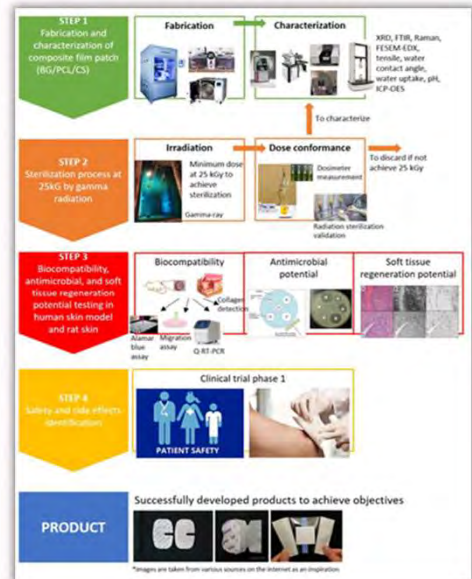 STEP 1
Fabrication
and
characterization of
composite film patch
(BG/PCL/CS)
Fabrication
Characterization
XRD, FTIR, Raman,
FESEM-EDX,
tensile, water
contact angle,
water uptake, pH,
ICP-OES
To characterize
STEP 2
Sterilization process at
25kG by gamma
radiation
Irradiation
Minimum dose
at 25 kGy to
achieve
sterilization
Gamma-ray
Dose conformance
Dosimeter
measurement
Radiation sterilization
validation
To discard if not
achieve 25 kGy
STEP 3
Biocompatibility,
antimicrobial, and soft
tissue regeneration
potential testing in
human skin model
and rat skin
Biocompatibility
Collagen
detection
Alamar
blue
assay
Migration
assay
Q-RT-PCR
Antimicrobial
potential
Soft tissue
regeneration potential
STEP 4
Safety and side effects
identification
Clinical trial phase 1
PATIENT SAFETY
PRODUCT
Successfully developed products to achieve objectives
*Images are taken from various sources on the internet as an inspiration